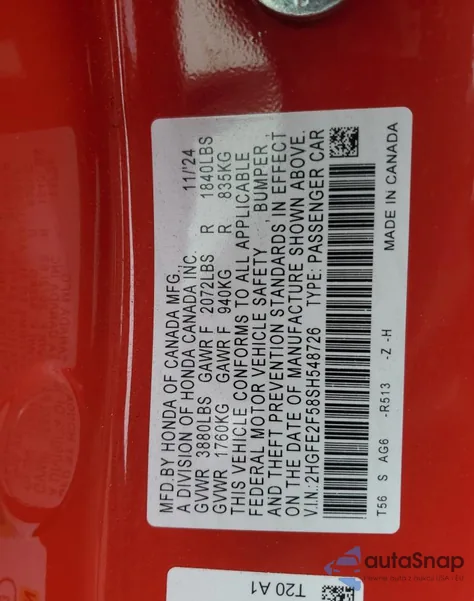 MFD.BY HONDA OF CANADA MFG., 11/'24
A DIVISION OF HONDA CANADA INC.
GVWR 3880LBS GAWR F 2072LBS R 1840LBS
GVWR 1760KG GAWR F 940KG R 835KG
THIS VEHICLE CONFORMS TO ALL APPLICABLE
FEDERAL MOTOR VEHICLE SAFETY, BUMPER,
AND THEFT PREVENTION STANDARDS IN EFFECT
ON THE DATE OF MANUFACTURE SHOWN ABOVE.
V.I.N.:2HGFE2F58SH548726 TYPE: PASSENGER CAR
T56 S AG6 -R513 -Z -H MADE IN CANADA
T20 A1
autoSnap